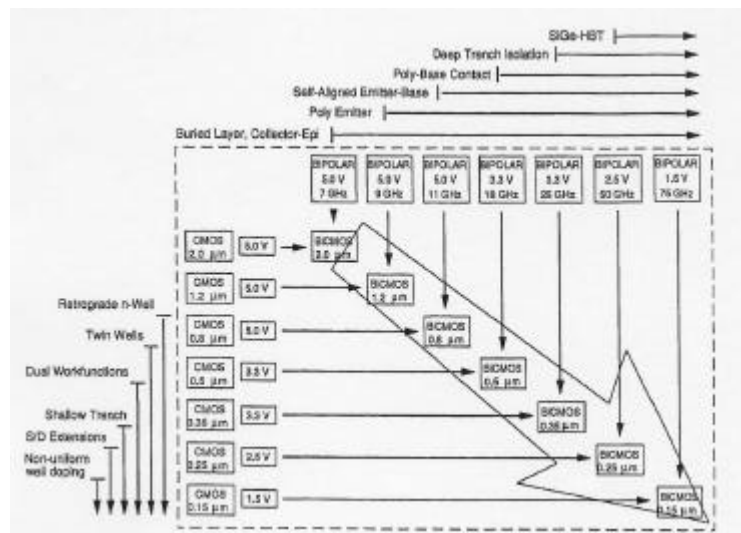 SiGe-HBT
Deep Trench Isolation
Poly-Base Contact
Self-Aligned Emitter-Base
Poly Emitter
Buried Layer, Collector-Epi
BIPOLAR
5.0 V
7 GHz
BIPOLAR
5.0 V
9 GHz
BIPOLAR
5.0 V
11 GHz
BIPOLAR
3.3 V
18 GHz
BIPOLAR
3.3 V
25 GHz
BIPOLAR
2.5 V
50 GHz
BIPOLAR
1.5 V
75 GHz
CMOS
2.0 μm
5.0 V
BICMOS
2.0 μm
CMOS
1.2 μm
5.0 V
BICMOS
1.2 μm
Retrograde n-Well
CMOS
0.8 μm
5.0 V
BICMOS
0.8 μm
Twin Wells
CMOS
0.5 μm
3.3 V
BICMOS
0.5 μm
Dual Workfunctions
CMOS
0.35 μm
3.3 V
BICMOS
0.35 μm
Shallow Trench
S/D Extensions
CMOS
0.25 μm
2.5 V
BICMOS
0.25 μm
Non-uniform
well doping
CMOS
0.15 μm
1.5 V
BICMOS
0.15 μm